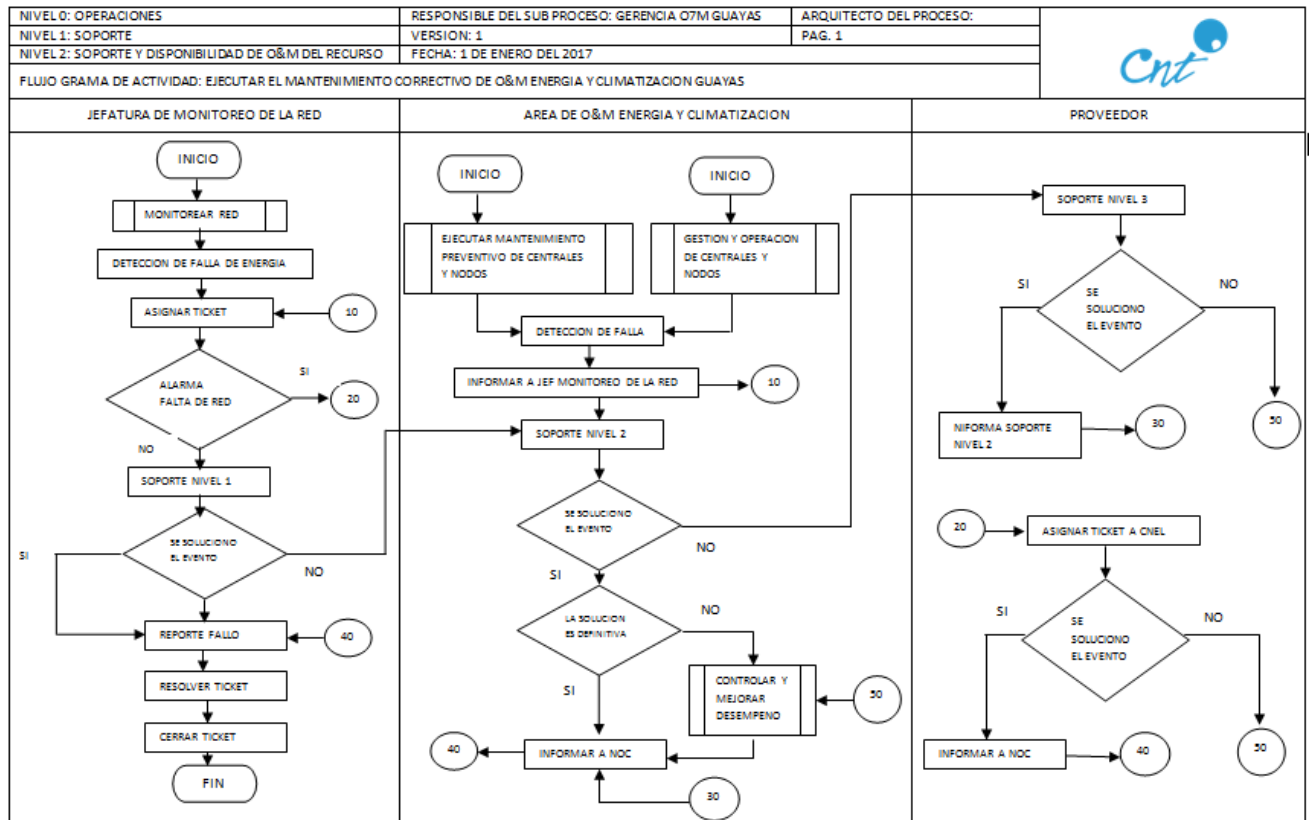 NIVEL 0: OPERACIONES
RESPONSIBLE DEL SUB PROCESO: GERENCIA O7M GUAYAS
ARQUITECTO DEL PROCESO:
NIVEL 1: SOPORTE
VERSION: 1
PAG. 1
NIVEL 2: SOPORTE Y DISPONIBILIDAD DE O&M DEL RECURSO
FECHA: 1 DE ENERO DEL 2017
Cnt
FLUJO GRAMA DE ACTIVIDAD: EJECUTAR EL MANTENIMIENTO CORRECTIVO DE O&M ENERGIA Y CLIMATIZACION GUAYAS
JEFATURA DE MONITOREO DE LA RED
INICIO
MONITOREAR RED
DETECCION DE FALLA DE ENERGIA
ASIGNAR TICKET
10
ALARMA
FALTA DE RED
SI
20
NO
SOPORTE NIVEL 1
SE SOLUCIONO
EL EVENTO
SI
NO
REPORTE FALLO
40
RESOLVER TICKET
CERRAR TICKET
FIN
AREA DE O&M ENERGIA Y CLIMATIZACION
INICIO
INICIO
EJECUTAR MANTENIMIENTO
PREVENTIVO DE CENTRALES
Y NODOS
GESTION Y OPERACION
DE CENTRALES Y
NODOS
DETECCION DE FALLA
INFORMAR A JEF MONITOREO DE LA RED
10
SOPORTE NIVEL 2
SE SOLUCIONO
EL EVENTO
NO
SI
LA SOLUCION
ES DEFINITIVA
NO
SI
CONTROLAR Y
MEJORAR
DESEMPENO
50
40
INFORMAR A NOC
30
PROVEEDOR
SOPORTE NIVEL 3
SI
NO
SE
SOLUCIONO
EL EVENTO
NIFORMA SOPORTE
NIVEL 2
30
50
20
ASIGNAR TICKET A CNEL
SI
NO
SE
SOLUCIONO
EL EVENTO
INFORMAR A NOC
40
50